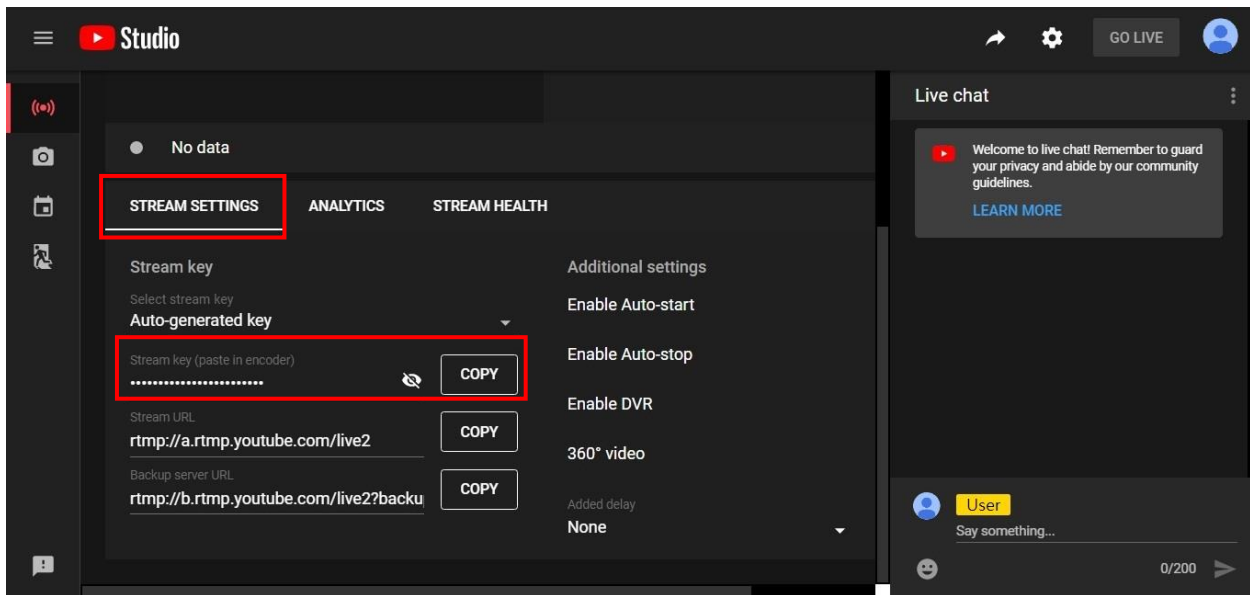 Studio
GO LIVE
No data
STREAM SETTINGS
ANALYTICS
STREAM HEALTH
Stream key
Select stream key
Auto-generated key
Stream key (paste in encoder)
••••••••••••••••••••••••
COPY
Stream URL
rtmp://a.rtmp.youtube.com/live2
COPY
Backup server URL
rtmp://b.rtmp.youtube.com/live2?backu
COPY
Additional settings
Enable Auto-start
Enable Auto-stop
Enable DVR
360° video
Added delay
None
Live chat
Welcome to live chat! Remember to guard
your privacy and abide by our community
guidelines.
LEARN MORE
User
Say something...
0/200